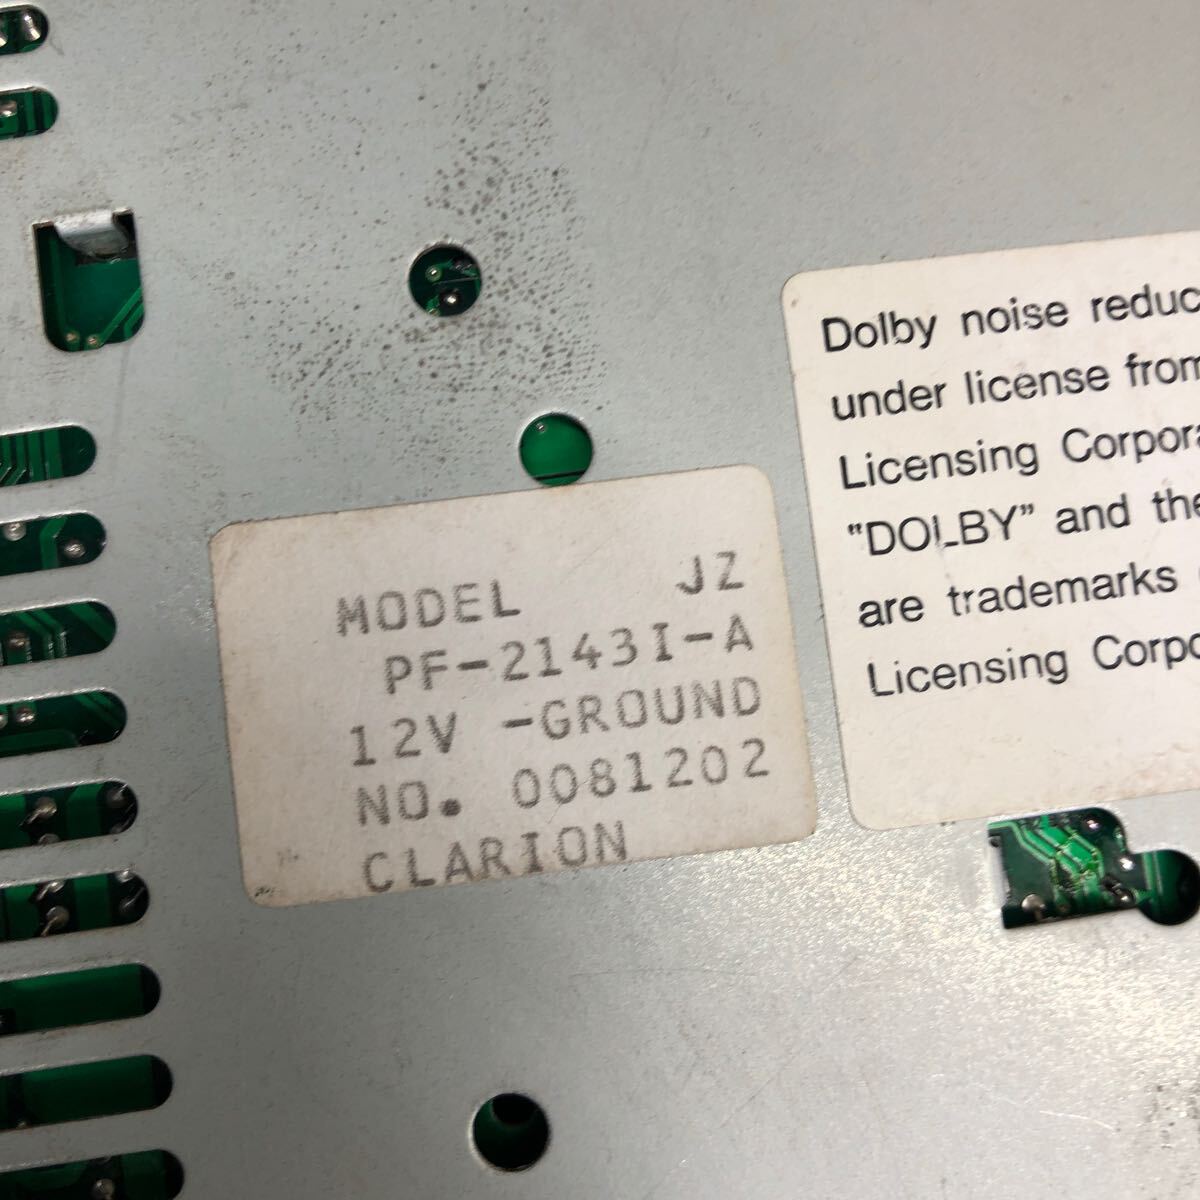 MODEL JZ
PF-2143I-A
12V -GROUND
NO. 0081202
CLARION
Dolby noise reduc
under license from
Licensing Corpora
"DOLBY" and the
are trademarks
Licensing Corpo